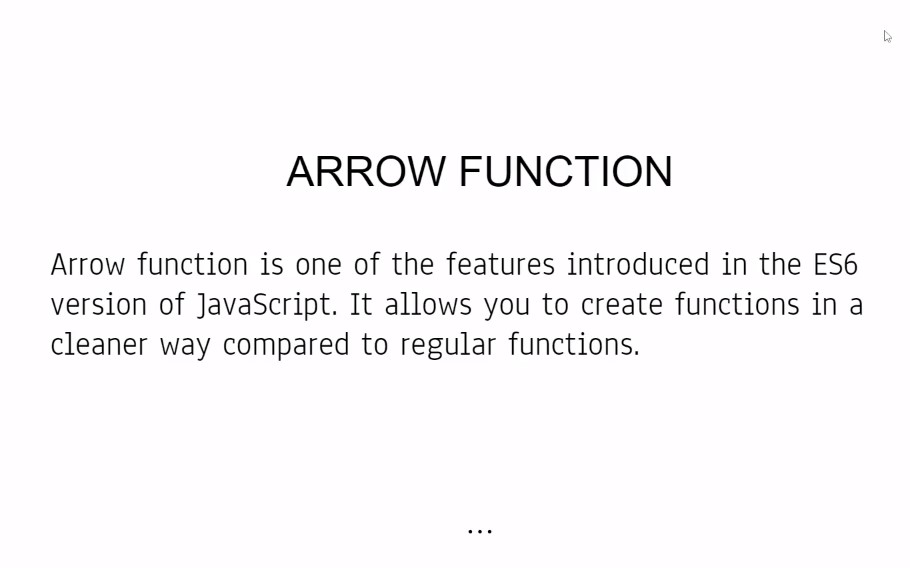 ARROW FUNCTION
Arrow function is one of the features introduced in the ES6
version of JavaScript. It allows you to create functions in a
cleaner way compared to regular functions.
...